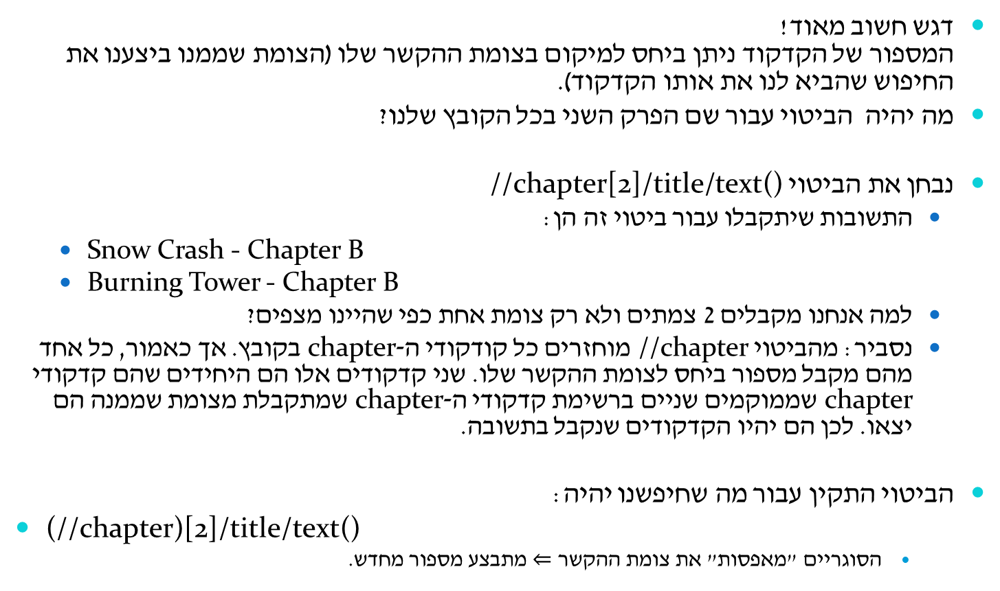 דגש חשוב מאוד!
המספור של הקדקוד ניתן ביחס למיקום בצומת ההקשר שלו (הצומת שממנו ביצענו את
החיפוש שהביא לנו את אותו הקדקוד).
מה יהיה הביטוי עבור שם הפרק השני בכל הקובץ שלנו?
נבחן את הביטוי //chapter[2]/title/text()
התשובות שיתקבלו עבור ביטוי זה הן:
Snow Crash - Chapter B
Burning Tower - Chapter B
למה אנחנו מקבלים 2 צמתים ולא רק צומת אחת כפי שהיינו מצפים?
נסביר: מהביטוי //chapter מוחזרים כל קודקודי ה-chapter בקובץ. אך כאמור, כל אחד
מהם מקבל מספור ביחס לצומת ההקשר שלו. שני קדקודים אלו הם היחידים שהם קדקודי
chapter שממוקמים שניים ברשימת קדקודי ה-chapter שמתקבלת מצומת שממנה הם
יצאו. לכן הם יהיו הקדקודים שנקבל בתשובה.
הביטוי התקין עבור מה שחיפשנו יהיה:
(//chapter)[2]/title/text()
הסוגריים "מאפסות" את צומת ההקשר ⇐ מתבצע מספור מחדש.